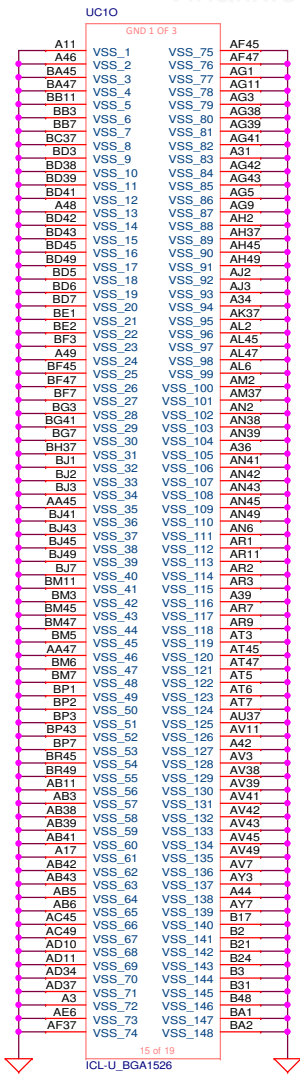 UC1O
GND 1 OF 3
A11 VSS_1 VSS_75 AF45
A46 VSS_2 VSS_76 AF47
BA45 VSS_3 VSS_77 AG1
BA47 VSS_4 VSS_78 AG11
BB11 VSS_5 VSS_79 AG3
BB3 VSS_6 VSS_80 AG38
BB7 VSS_7 VSS_81 AG39
BC37 VSS_8 VSS_82 AG41
BD3 VSS_9 VSS_83 A31
BD38 VSS_10 VSS_84 AG42
BD39 VSS_11 VSS_85 AG43
BD41 VSS_12 VSS_86 AG5
A48 VSS_13 VSS_87 AG9
BD42 VSS_14 VSS_88 AH2
BD43 VSS_15 VSS_89 AH37
BD45 VSS_16 VSS_90 AH45
BD49 VSS_17 VSS_91 AH49
BD5 VSS_18 VSS_92 AJ2
BD6 VSS_19 VSS_93 AJ3
BD7 VSS_20 VSS_94 A34
BE1 VSS_21 VSS_95 AK37
BE2 VSS_22 VSS_96 AL2
BF3 VSS_23 VSS_97 AL45
A49 VSS_24 VSS_98 AL47
BF45 VSS_25 VSS_99 AL6
BF47 VSS_26 VSS_100 AM2
BF7 VSS_27 VSS_101 AM37
BG3 VSS_28 VSS_102 AN2
BG41 VSS_29 VSS_103 AN38
BG7 VSS_30 VSS_104 AN39
BH37 VSS_31 VSS_105 A36
BJ1 VSS_32 VSS_106 AN41
BJ2 VSS_33 VSS_107 AN42
BJ3 VSS_34 VSS_108 AN43
AA45 VSS_35 VSS_109 AN45
BJ41 VSS_36 VSS_110 AN49
BJ43 VSS_37 VSS_111 AN6
BJ45 VSS_38 VSS_112 AR1
BJ49 VSS_39 VSS_113 AR11
BJ7 VSS_40 VSS_114 AR2
BM11 VSS_41 VSS_115 AR3
BM3 VSS_42 VSS_116 A39
BM45 VSS_43 VSS_117 AR7
BM47 VSS_44 VSS_118 AR9
BM5 VSS_45 VSS_119 AT3
AA47 VSS_46 VSS_120 AT45
BM6 VSS_47 VSS_121 AT47
BM7 VSS_48 VSS_122 AT5
BP1 VSS_49 VSS_123 AT6
BP2 VSS_50 VSS_124 AT7
BP3 VSS_51 VSS_125 AU37
BP43 VSS_52 VSS_126 AV11
BP7 VSS_53 VSS_127 A42
BR45 VSS_54 VSS_128 AV3
BR49 VSS_55 VSS_129 AV38
AB11 VSS_56 VSS_130 AV39
AB3 VSS_57 VSS_131 AV41
AB38 VSS_58 VSS_132 AV42
AB39 VSS_59 VSS_133 AV43
AB41 VSS_60 VSS_134 AV45
A17 VSS_61 VSS_135 AV49
AB42 VSS_62 VSS_136 AV7
AB43 VSS_63 VSS_137 AY3
AB5 VSS_64 VSS_138 A44
AB6 VSS_65 VSS_139 AY7
AC45 VSS_66 VSS_140 B17
AC49 VSS_67 VSS_141 B2
AD10 VSS_68 VSS_142 B21
AD11 VSS_69 VSS_143 B24
AD34 VSS_70 VSS_144 B3
AD37 VSS_71 VSS_145 B31
A3 VSS_72 VSS_146 B48
AE6 VSS_73 VSS_147 BA1
AF37 VSS_74 VSS_148 BA2
15 of 19
ICL-U_BGA1526